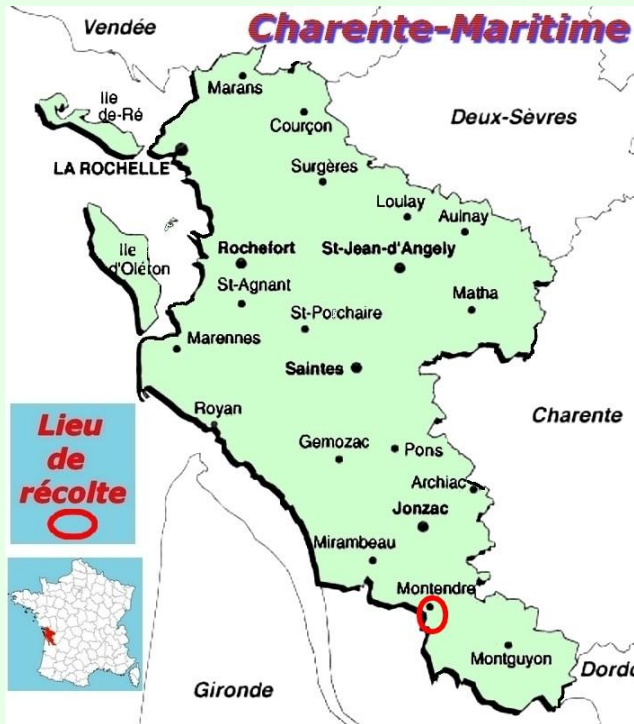 Vendée
Charente-Maritime
Marans
Ile
de-Ré
Courçon
Deux-Sèvres
LA ROCHELLE
Surgères
Loulay
Aulnay
Ile
d'Oléron
Rochefort
St-Jean-d'Angely
St-Agnant
Matha
St-Porchaire
Marennes
Saintes
Lieu
de
récolte
Royan
Charente
Gemozac
Pons
Archiac
Jonzac
Mirambeau
Montendre
Montguyon
Dordo
Gironde